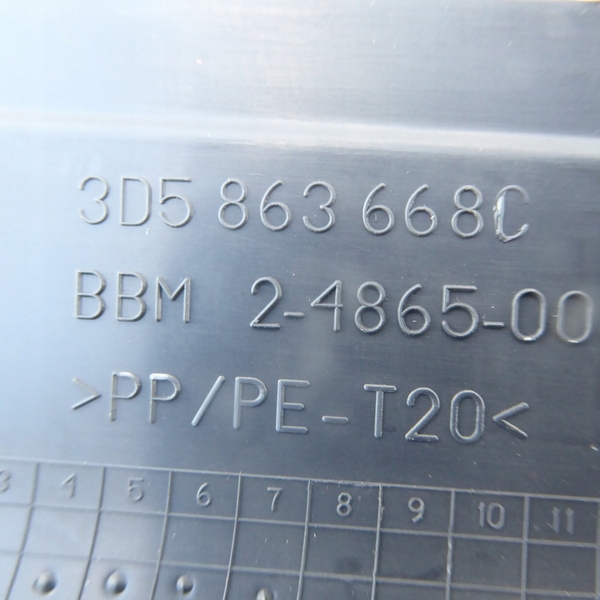 3D5 863 668C
BBM 2-4865-00
>PP/PE-T20<
3 4 5 6 7 8 9 10 11